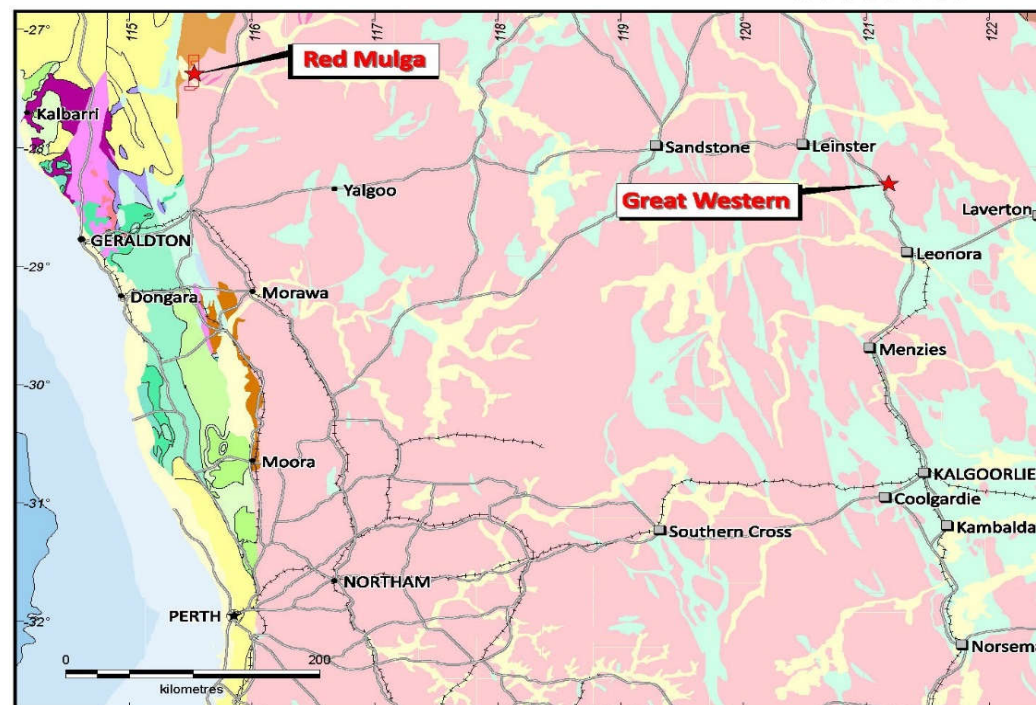 115
116
117
118
119
120
121
122
-27°
Red Mulga
Kalbarri
-28°
Sandstone
Leinster
Yalgoo
Great Western
Laverton
GERALDTON
Leonora
-29°
Dongara
Morawa
Menzies
-30°
Moora
KALGOORLIE
-31°
Coolgardie
Southern Cross
Kambalda
NORTHAM
PERTH
-32°
Norsema
0 200
kilometres